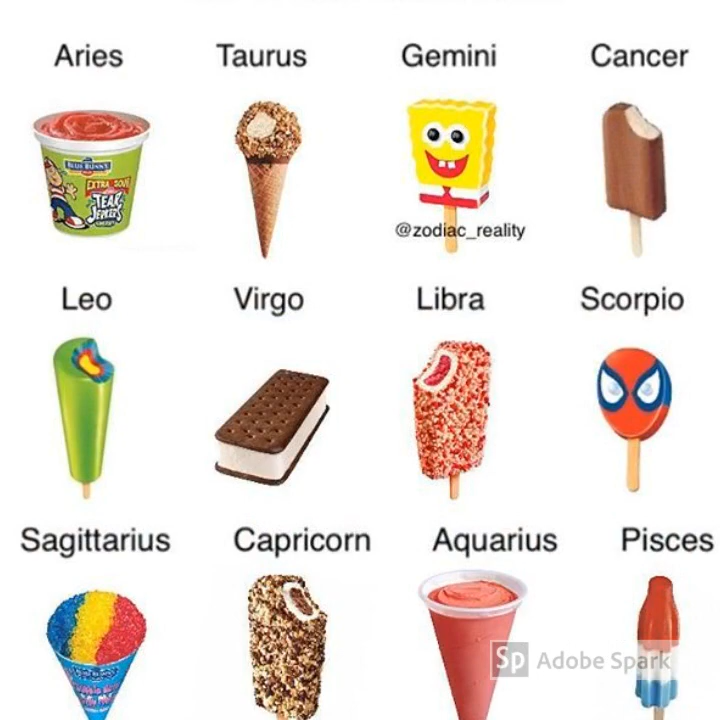 Aries Taurus Gemini Cancer
BLUE BUNNY
EXTRA SOUR
TEAR
JERKERS
@zodiac_reality
Leo Virgo Libra Scorpio
Sagittarius Capricorn Aquarius Pisces
Sp Adobe Spark